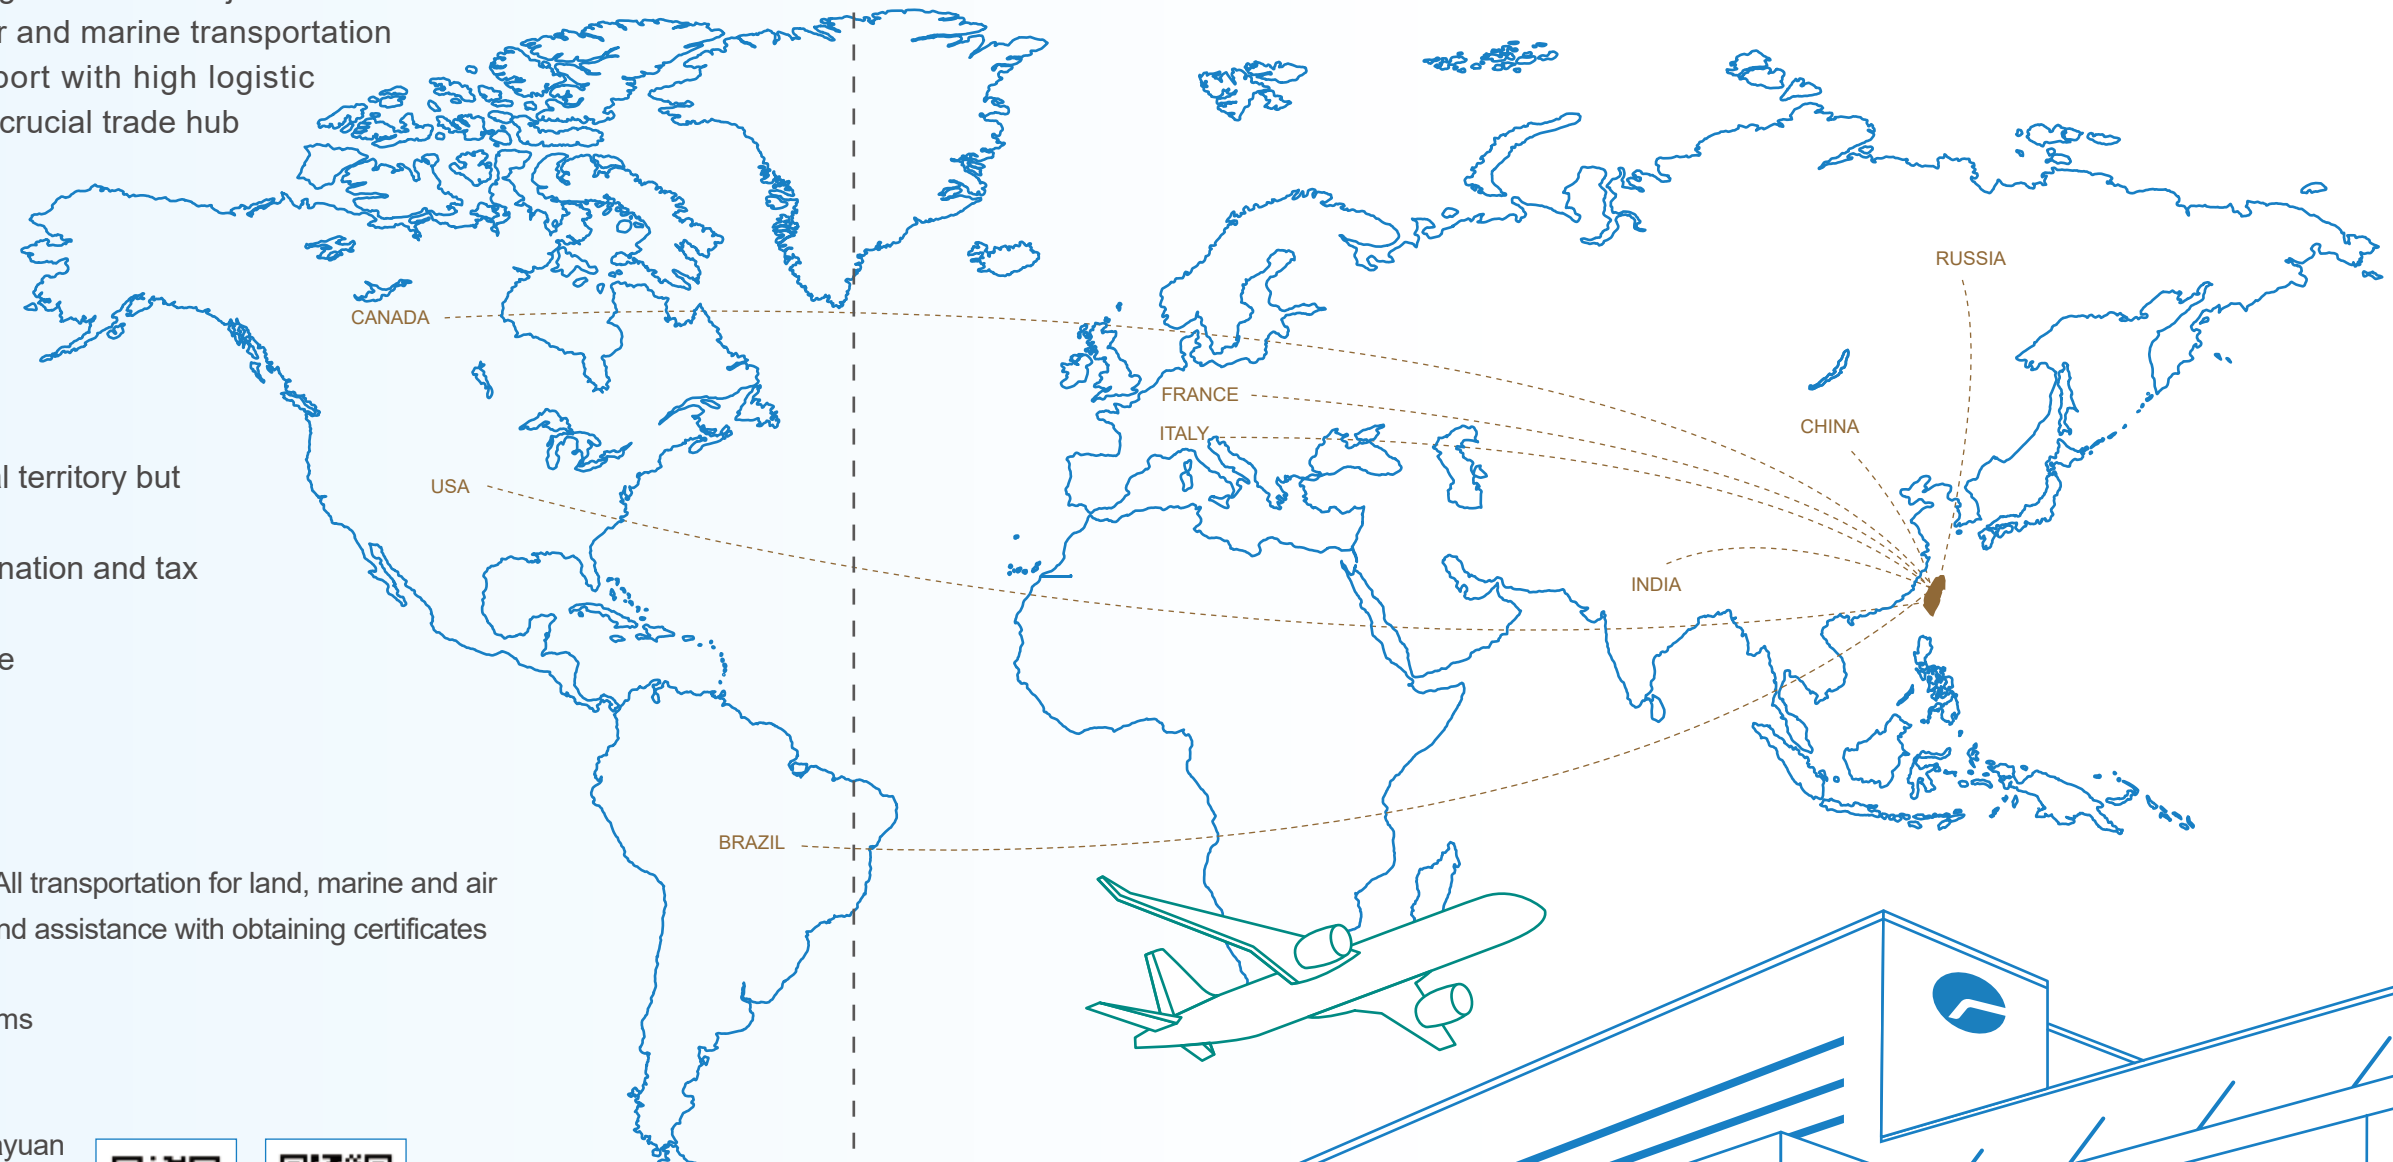 r and marine transportation
port with high logistic
crucial trade hub
l territory but
nation and tax
e
All transportation for land, marine and air
nd assistance with obtaining certificates
ms
yuan
CANADA
USA
BRAZIL
FRANCE
ITALY
RUSSIA
CHINA
INDIA